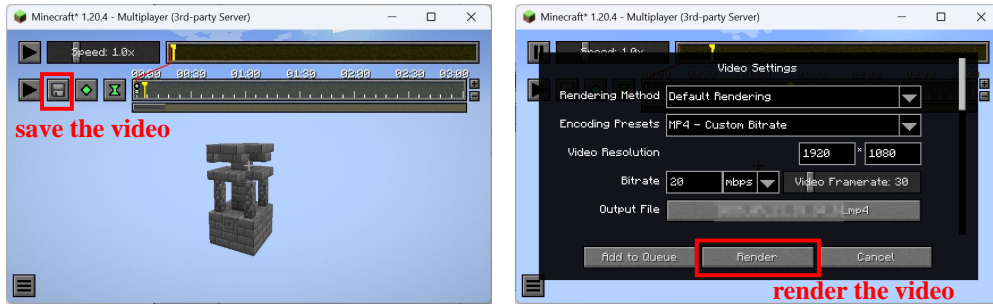 Minecraft* 1.20.4 - Multiplayer (3rd-party Server)
Speed: 1.0x
00:00 00:30 01:00 01:30 02:00 02:30 03:00
save the video
Minecraft* 1.20.4 - Multiplayer (3rd-party Server)
Speed: 1.0x
Video Settings
Rendering Method Default Rendering
Encoding Presets MP4 - Custom Bitrate
Video Resolution 1920 * 1080
Bitrate 20 mbps Video Framerate: 30
Output File .mp4
Add to Queue Render Cancel
render the video